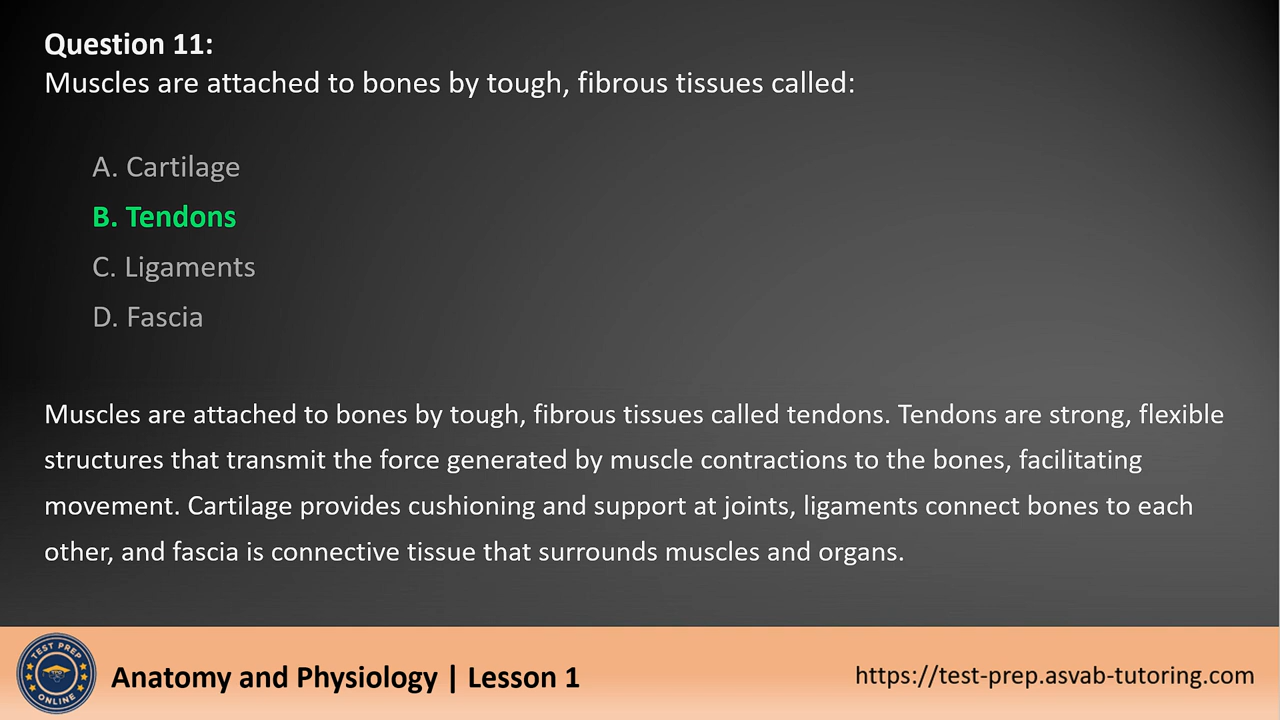 Question 11:
Muscles are attached to bones by tough, fibrous tissues called:
A. Cartilage
B. Tendons
C. Ligaments
D. Fascia
Muscles are attached to bones by tough, fibrous tissues called tendons. Tendons are strong, flexible
structures that transmit the force generated by muscle contractions to the bones, facilitating
movement. Cartilage provides cushioning and support at joints, ligaments connect bones to each
other, and fascia is connective tissue that surrounds muscles and organs.
TEST PREP
ONLINE
Anatomy and Physiology | Lesson 1
https://test-prep.asvab-tutoring.com